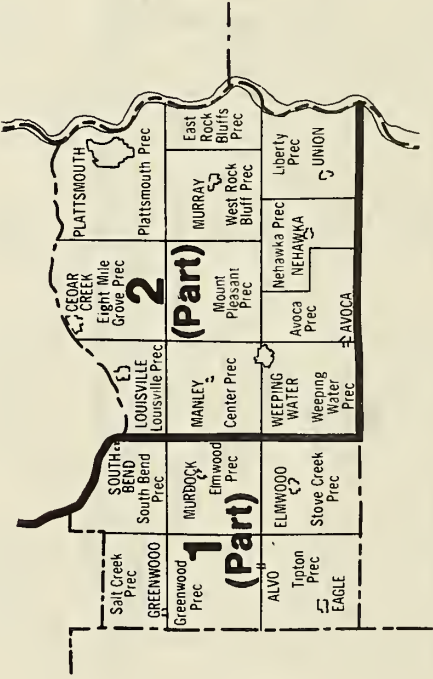 Salt Creek
Prec
GREENWOOD
Greenwood
Prec
1
(Part)
ALVO
Tipton
Prec
EAGLE
SOUTH
BEND
South Bend
Prec
MURDOCK
Elmwood
Prec
ELMWOOD
Stove Creek
Prec
LOUISVILLE
Louisville Prec
MANLEY
Center Prec
WEEPING
WATER
Weeping
Water
Prec
CEDAR
CREEK
Eight Mile
Grove Prec
2
(Part)
Mount
Pleasant
Prec
Avoca
Prec
AVOCA
PLATTSMOUTH
Plattsmouth Prec
MURRAY
West Rock
Bluff Prec
East
Rock
Bluffs
Prec
Nehawka Prec
NEHAWKA
Liberty
Prec
UNION